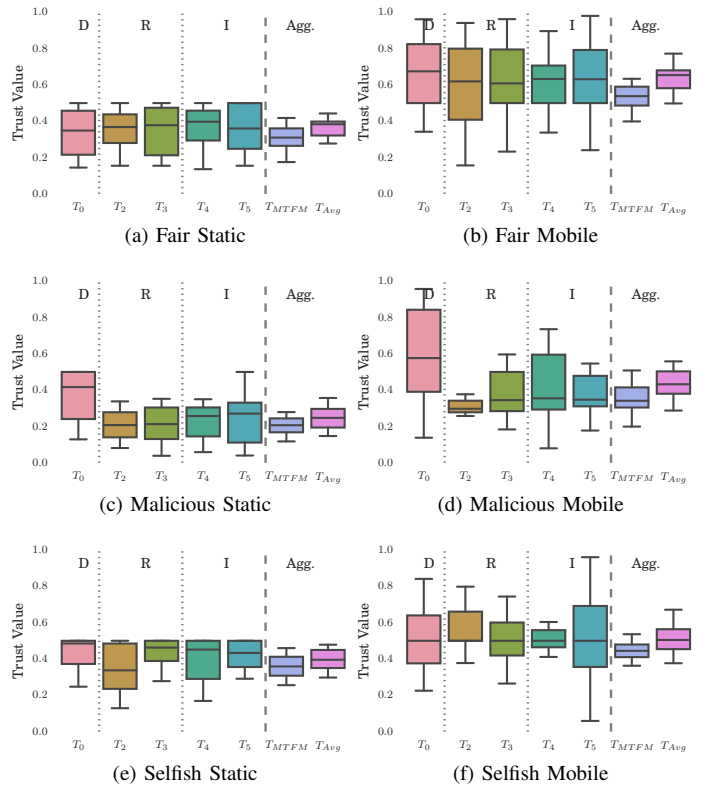 D R I Agg.
1.0
0.8
0.6
0.4
0.2
0.0
Trust Value
T0 T2 T3 T4 T5 TMTFM TAvg
(a) Fair Static
D R I Agg.
1.0
0.8
0.6
0.4
0.2
0.0
Trust Value
T0 T2 T3 T4 T5 TMTFM TAvg
(b) Fair Mobile
D R I Agg.
1.0
0.8
0.6
0.4
0.2
0.0
Trust Value
T0 T2 T3 T4 T5 TMTFM TAvg
(c) Malicious Static
D R I Agg.
1.0
0.8
0.6
0.4
0.2
0.0
Trust Value
T0 T2 T3 T4 T5 TMTFM TAvg
(d) Malicious Mobile
D R I Agg.
1.0
0.8
0.6
0.4
0.2
0.0
Trust Value
T0 T2 T3 T4 T5 TMTFM TAvg
(e) Selfish Static
D R I Agg.
1.0
0.8
0.6
0.4
0.2
0.0
Trust Value
T0 T2 T3 T4 T5 TMTFM TAvg
(f) Selfish Mobile